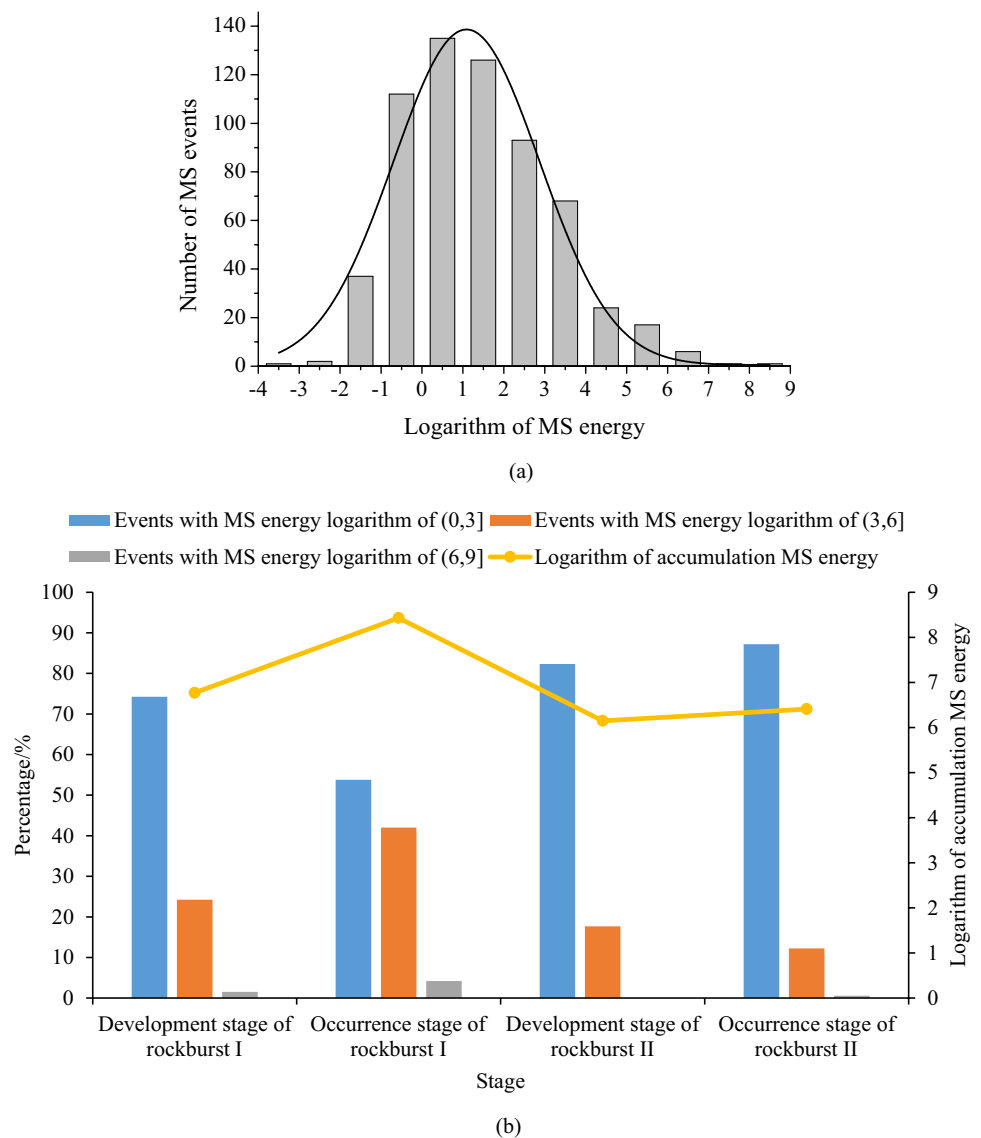 140
120
100
80
60
40
20
0
Number of MS events
-4 -3 -2 -1 0 1 2 3 4 5 6 7 8 9
Logarithm of MS energy
(a)
Events with MS energy logarithm of (0,3] Events with MS energy logarithm of (3,6]
Events with MS energy logarithm of (6,9] Logarithm of accumulation MS energy
100
90
80
70
60
50
40
30
20
10
0
Percentage/%
9
8
7
6
5
4
3
2
1
0
Logarithm of accumulation MS energy
Development stage of
rockburst I
Occurrence stage of
rockburst I
Development stage of
rockburst II
Occurrence stage of
rockburst II
Stage
(b)